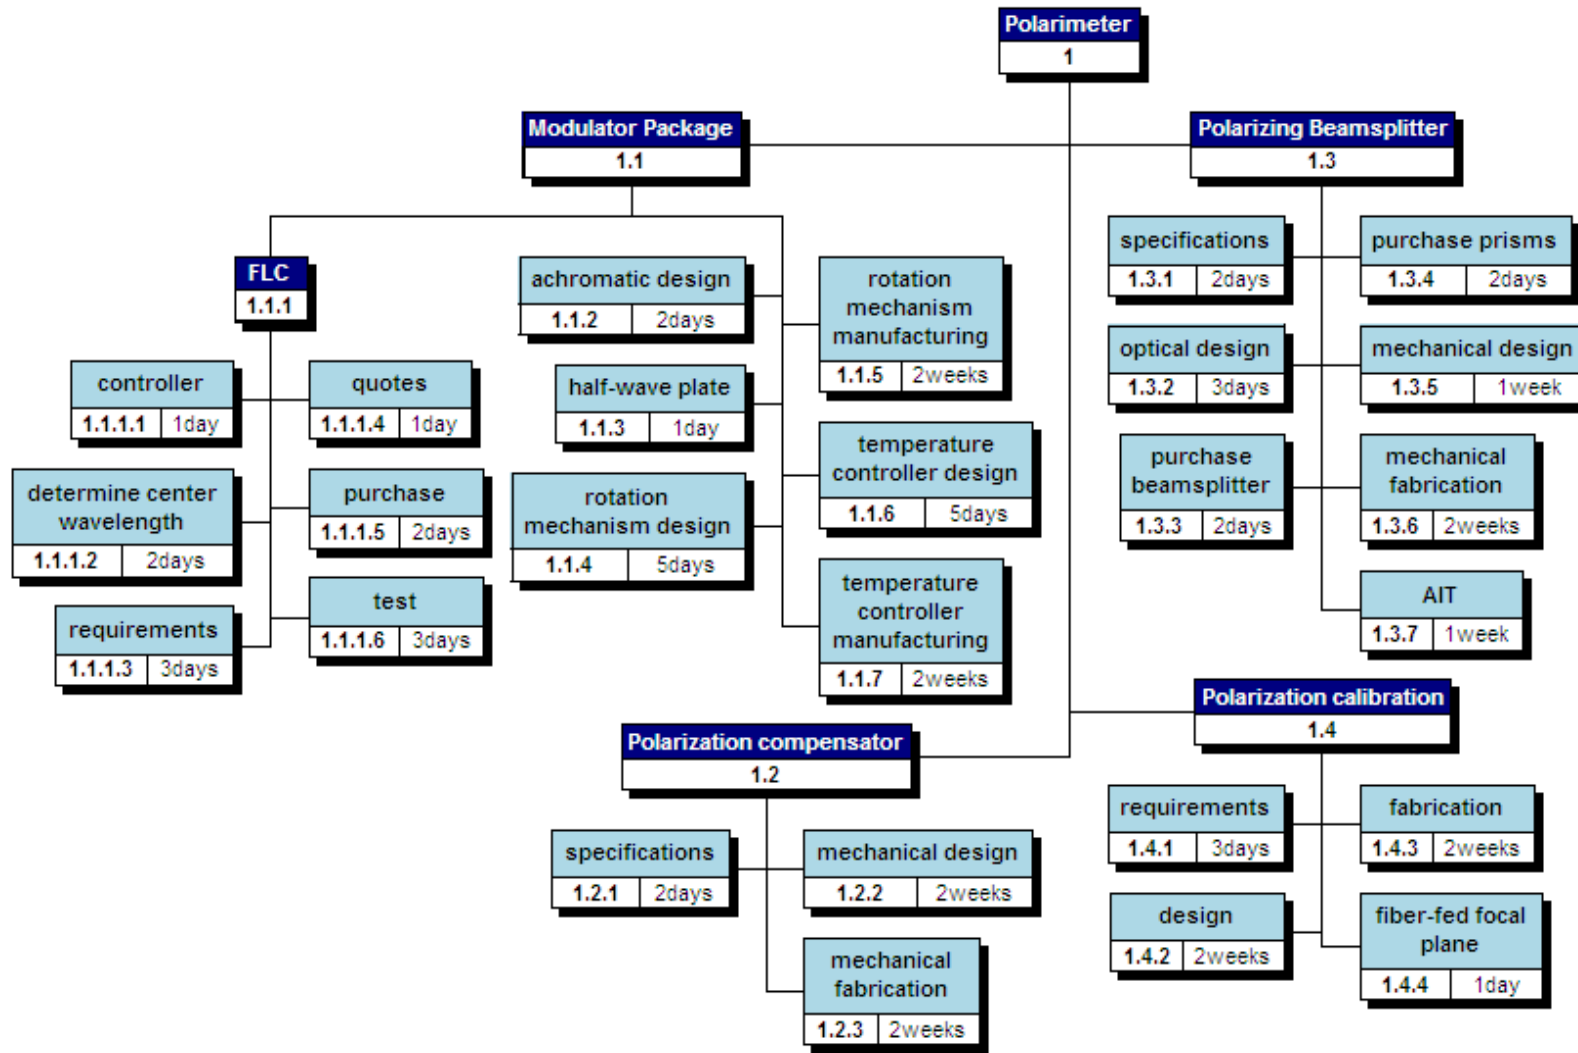 Polarimeter
1
Modulator Package
1.1
FLC
1.1.1
controller
1.1.1.1 1day
determine center
wavelength
1.1.1.2 2days
requirements
1.1.1.3 3days
quotes
1.1.1.4 1day
purchase
1.1.1.5 2days
test
1.1.1.6 3days
achromatic design
1.1.2 2days
half-wave plate
1.1.3 1day
rotation
mechanism design
1.1.4 5days
rotation
mechanism
manufacturing
1.1.5 2weeks
temperature
controller design
1.1.6 5days
temperature
controller
manufacturing
1.1.7 2weeks
Polarization compensator
1.2
specifications
1.2.1 2days
mechanical design
1.2.2 2weeks
mechanical
fabrication
1.2.3 2weeks
Polarizing Beamsplitter
1.3
specifications
1.3.1 2days
optical design
1.3.2 3days
purchase
beamsplitter
1.3.3 2days
purchase prisms
1.3.4 2days
mechanical design
1.3.5 1week
mechanical
fabrication
1.3.6 2weeks
AIT
1.3.7 1week
Polarization calibration
1.4
requirements
1.4.1 3days
design
1.4.2 2weeks
fabrication
1.4.3 2weeks
fiber-fed focal
plane
1.4.4 1day